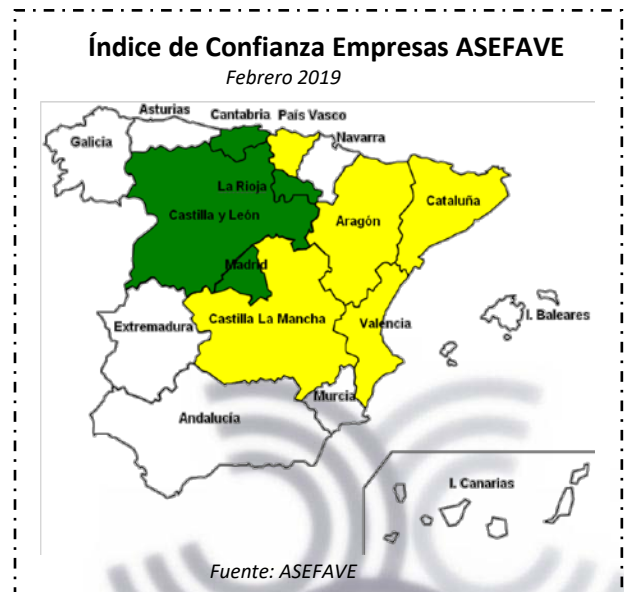 Índice de Confianza Empresas ASEFAVE
Febrero 2019
Asturias
Cantabria
País Vasco
Navarra
Galicia
La Rioja
Castilla y León
Aragón
Cataluña
Madrid
Extremadura
Castilla La Mancha
Valencia
I. Baleares
Murcia
Andalucía
I. Canarias
Fuente: ASEFAVE